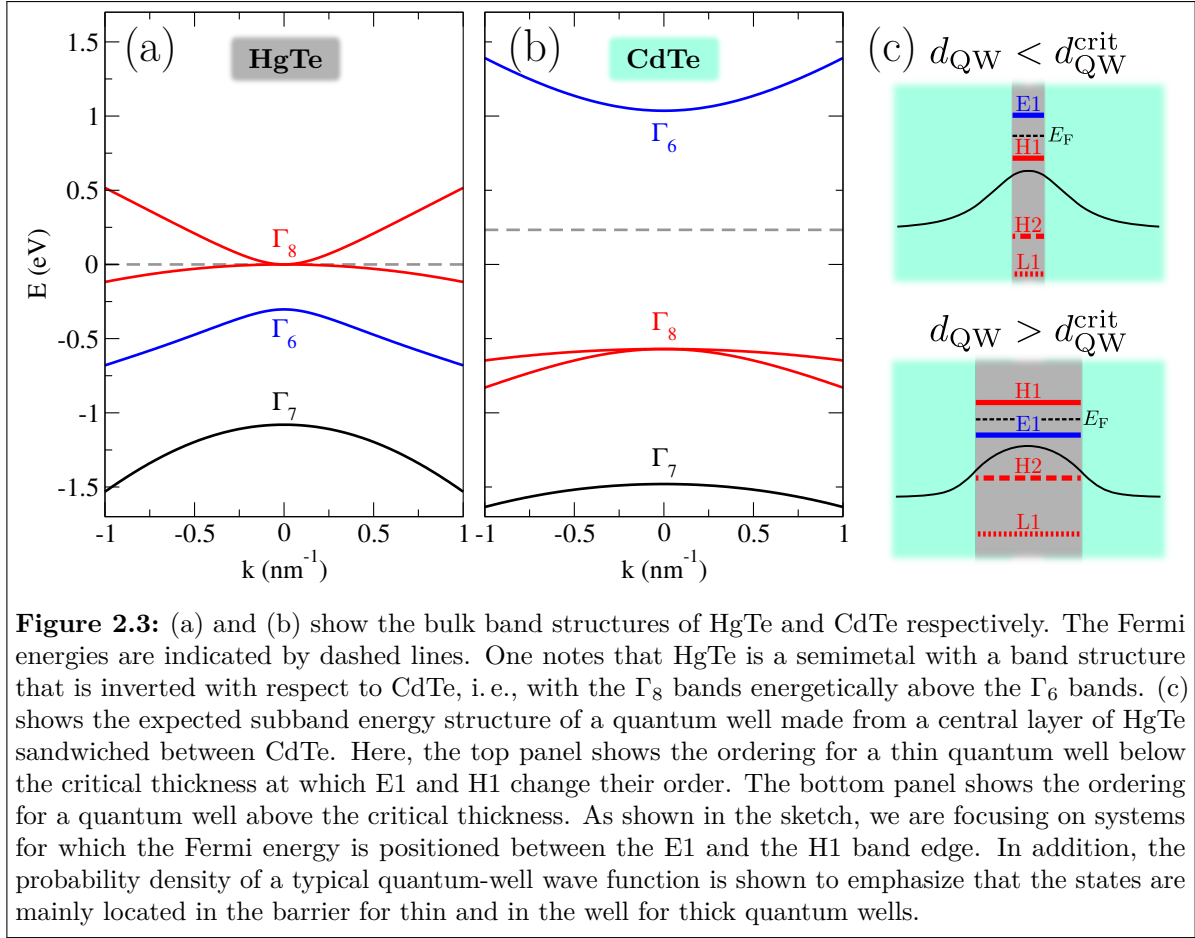 (a)
HgTe
1.5
1
0.5
0
-0.5
-1
-1.5
E (eV)
Γ8
Γ6
Γ7
-1 -0.5 0 0.5 1
k (nm-1)
(b)
CdTe
Γ6
Γ8
Γ7
-1 -0.5 0 0.5 1
k (nm-1)
(c) dQW < dQWcrit
E1
EF
H1
H2
L1
dQW > dQWcrit
H1
E1 EF
H2
L1
Figure 2.3: (a) and (b) show the bulk band structures of HgTe and CdTe respectively. The Fermi
energies are indicated by dashed lines. One notes that HgTe is a semimetal with a band structure
that is inverted with respect to CdTe, i. e., with the Γ8 bands energetically above the Γ6 bands. (c)
shows the expected subband energy structure of a quantum well made from a central layer of HgTe
sandwiched between CdTe. Here, the top panel shows the ordering for a thin quantum well below
the critical thickness at which E1 and H1 change their order. The bottom panel shows the ordering
for a quantum well above the critical thickness. As shown in the sketch, we are focusing on systems
for which the Fermi energy is positioned between the E1 and the H1 band edge. In addition, the
probability density of a typical quantum-well wave function is shown to emphasize that the states are
mainly located in the barrier for thin and in the well for thick quantum wells.